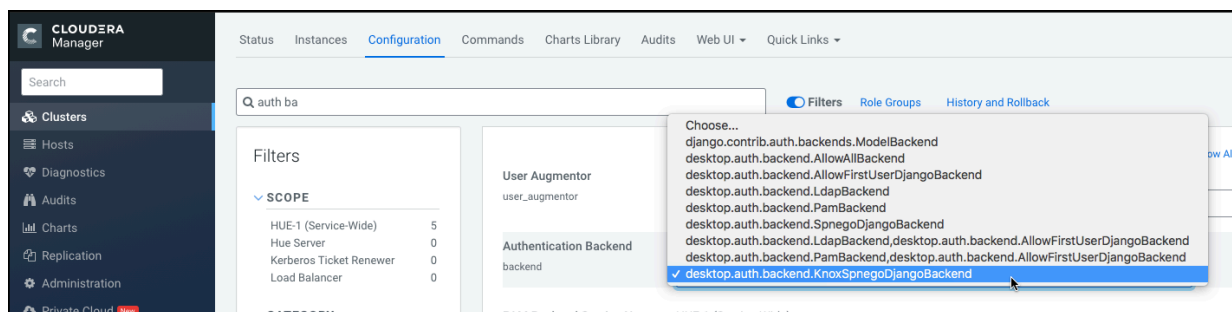 CLOUDERA
Manager
Search
Clusters
Hosts
Diagnostics
Audits
Charts
Replication
Administration
Private Cloud New
Status Instances Configuration Commands Charts Library Audits Web UI Quick Links
auth ba
Filters Role Groups History and Rollback
Filters
SCOPE
HUE-1 (Service-Wide) 5
Hue Server 0
Kerberos Ticket Renewer 0
Load Balancer 0
User Augmentor
user_augmentor
Authentication Backend
backend
Choose...
django.contrib.auth.backends.ModelBackend
desktop.auth.backend.AllowAllBackend
desktop.auth.backend.AllowFirstUserDjangoBackend
desktop.auth.backend.LdapBackend
desktop.auth.backend.PamBackend
desktop.auth.backend.SpnegoDjangoBackend
desktop.auth.backend.LdapBackend,desktop.auth.backend.AllowFirstUserDjangoBackend
desktop.auth.backend.PamBackend,desktop.auth.backend.AllowFirstUserDjangoBackend
✓ desktop.auth.backend.KnoxSpnegoDjangoBackend